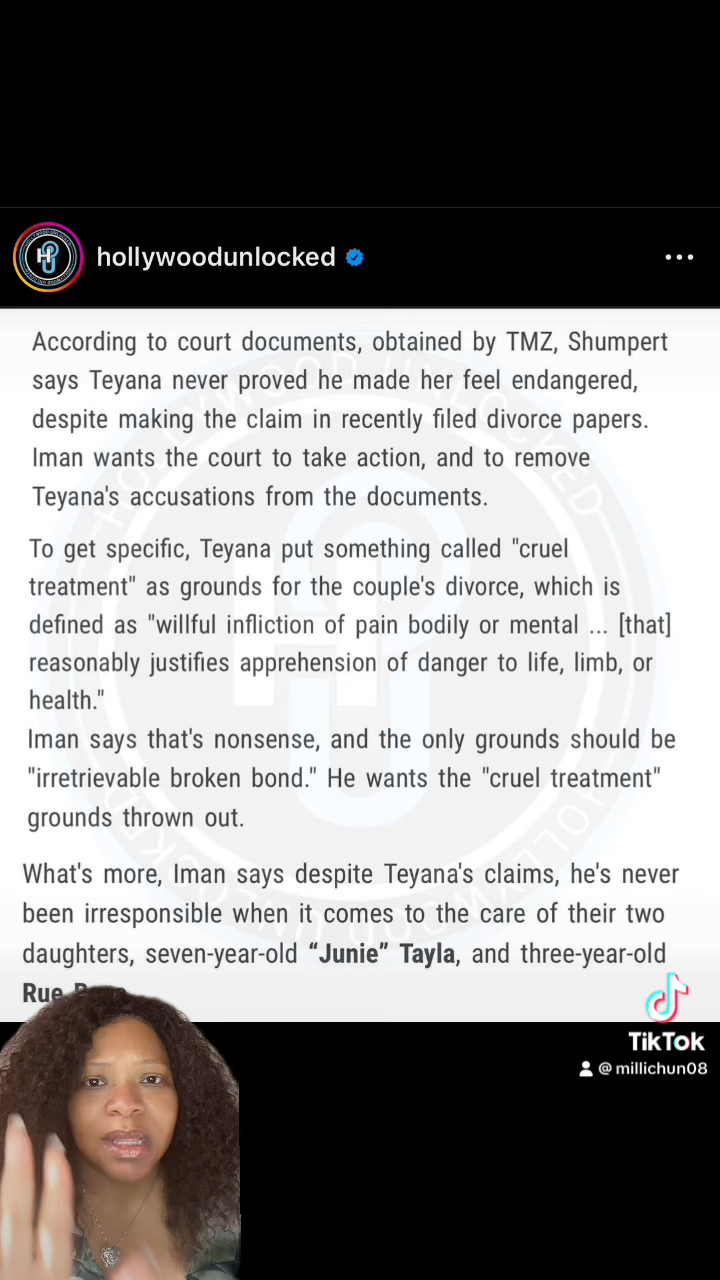 hollywoodunlocked
According to court documents, obtained by TMZ, Shumpert
says Teyana never proved he made her feel endangered,
despite making the claim in recently filed divorce papers.
Iman wants the court to take action, and to remove
Teyana's accusations from the documents.
To get specific, Teyana put something called "cruel
treatment" as grounds for the couple's divorce, which is
defined as "willful infliction of pain bodily or mental ... [that]
reasonably justifies apprehension of danger to life, limb, or
health."
Iman says that's nonsense, and the only grounds should be
"irretrievable broken bond." He wants the "cruel treatment"
grounds thrown out.
What's more, Iman says despite Teyana's claims, he's never
been irresponsible when it comes to the care of their two
daughters, seven-year-old “Junie” Tayla, and three-year-old
Rue
TikTok
@millichun08